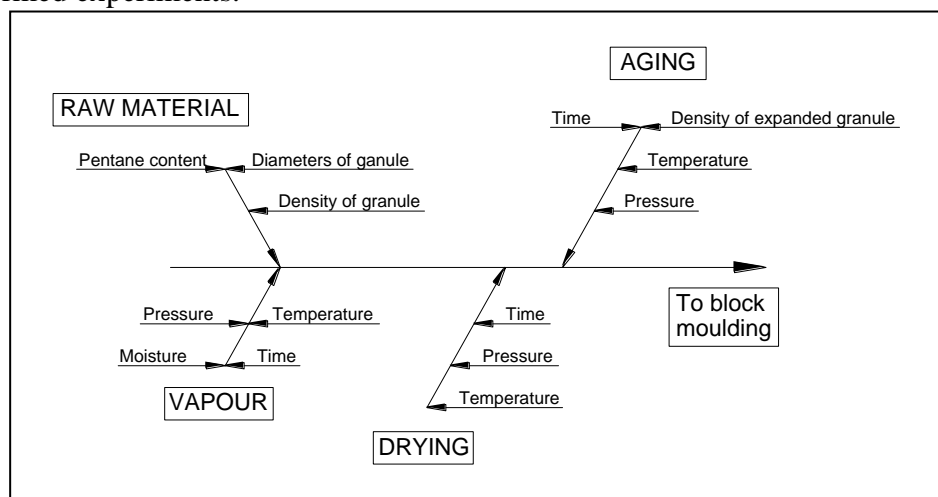 AGING
RAW MATERIAL
Time
Density of expanded granule
Pentane content
Diameters of ganule
Temperature
Density of granule
Pressure
To block
moulding
Pressure
Temperature
Time
Moisture
Time
Pressure
VAPOUR
Temperature
DRYING